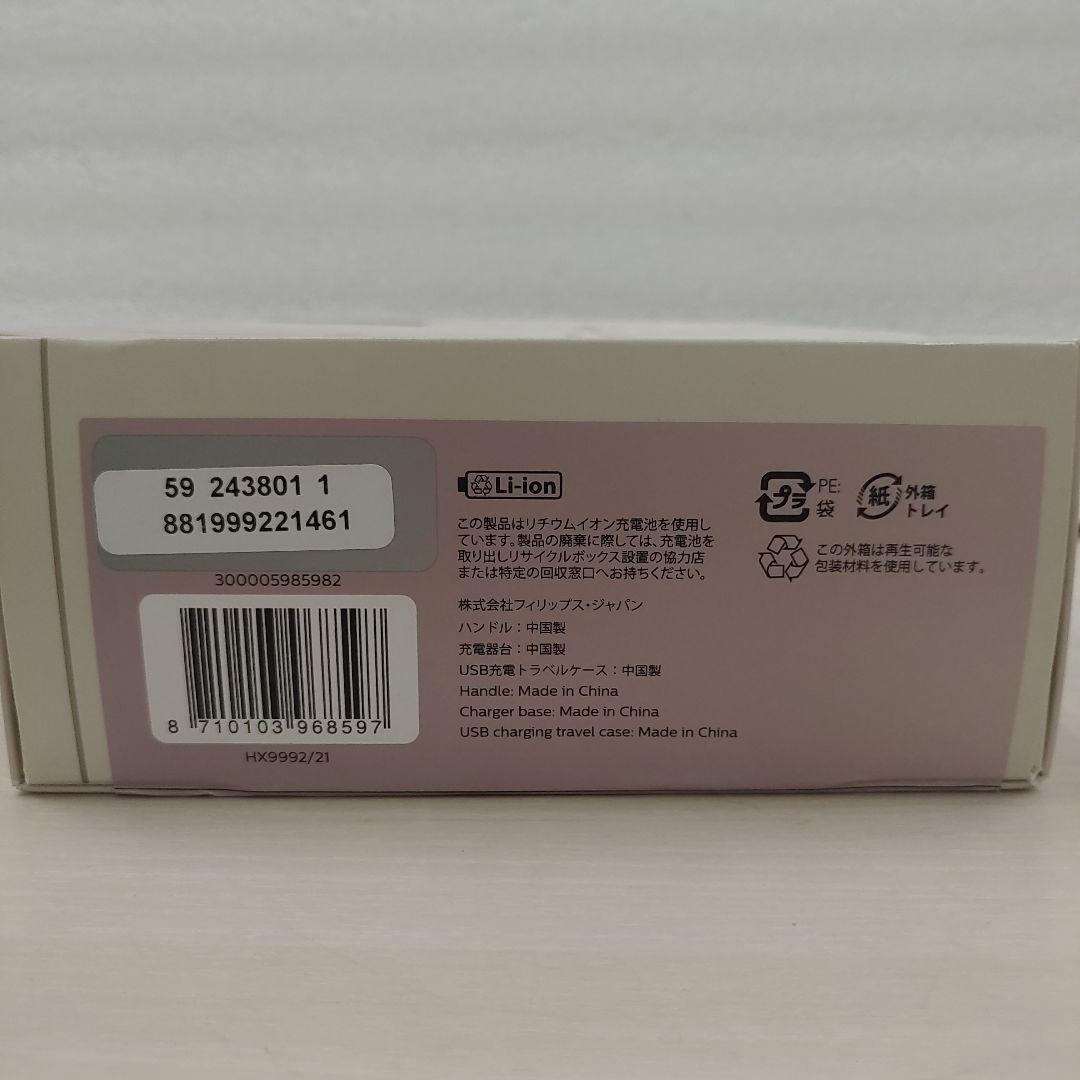 59 243801 1
881999221461
300005985982
8 710103 968597
HX9992/21
Li-ion
この製品はリチウムイオン充電池を使用し
ています。製品の廃棄に際しては、充電池を
取り出しリサイクルボックス設置の協力店
または特定の回収窓口へお持ちください。
株式会社フィリップス・ジャパン
ハンドル：中国製
充電器台：中国製
USB充電トラベルケース：中国製
Handle: Made in China
Charger base: Made in China
USB charging travel case: Made in China
プラ
PE:
袋
紙
外箱
トレイ
この外箱は再生可能な
包装材料を使用しています。